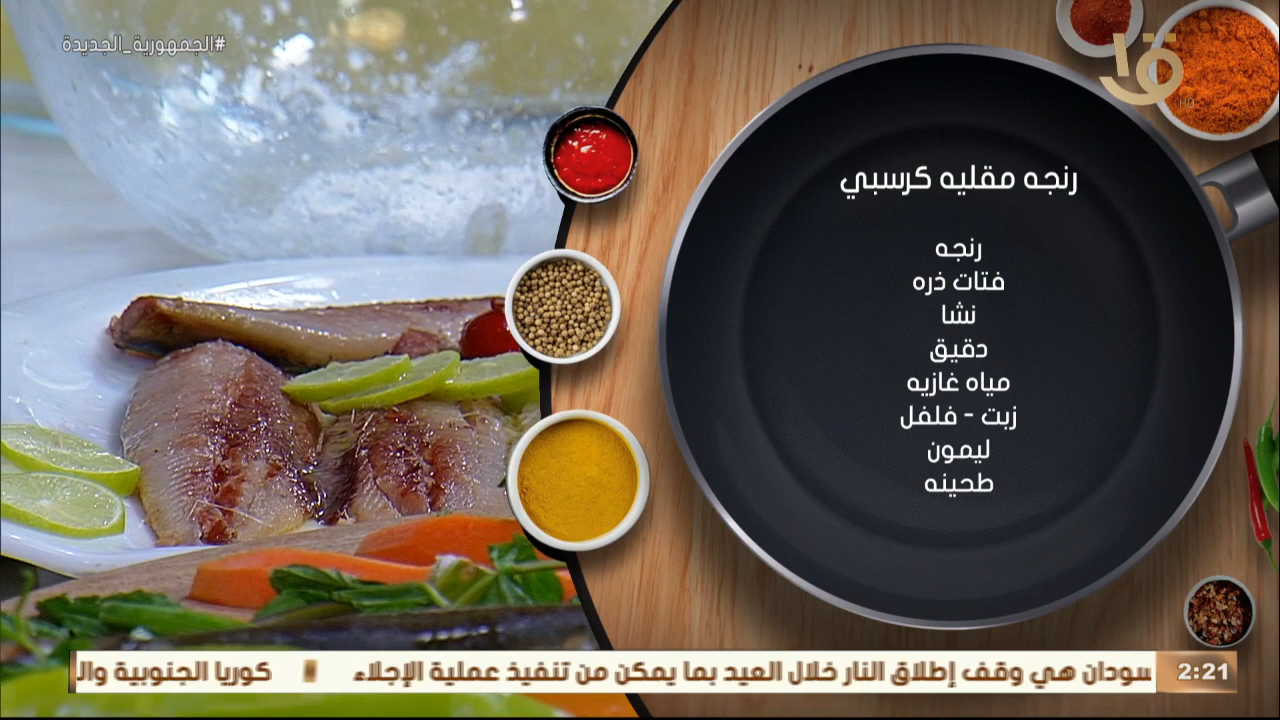 #الجمهورية_الجديدة
رنجه مقليه كرسبي
رنجه
فتات ذره
نشا
دقيق
مياه غازيه
زبت - فلفل
ليمون
طحينه
سودان هي وقف إطلاق النار خلال العيد بما يمكن من تنفيذ عملية الإجلاء
كوريا الجنوبية وال
2:21